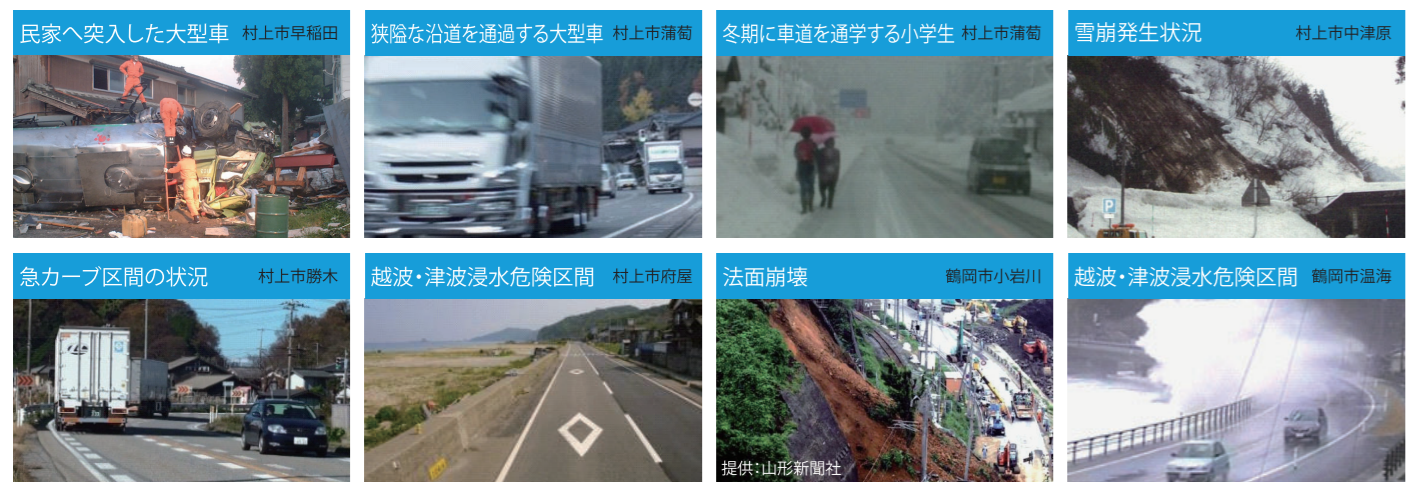 民家へ突入した大型車 村上市早稲田
狭隘な沿道を通過する大型車 村上市蒲萄
冬期に車道を通学する小学生 村上市蒲萄
雪崩発生状況 村上市中津原
P
急カーブ区間の状況 村上市勝木
越波・津波浸水危険区間 村上市府屋
法面崩壊 鶴岡市小岩川
越波・津波浸水危険区間 鶴岡市温海
提供：山形新聞社